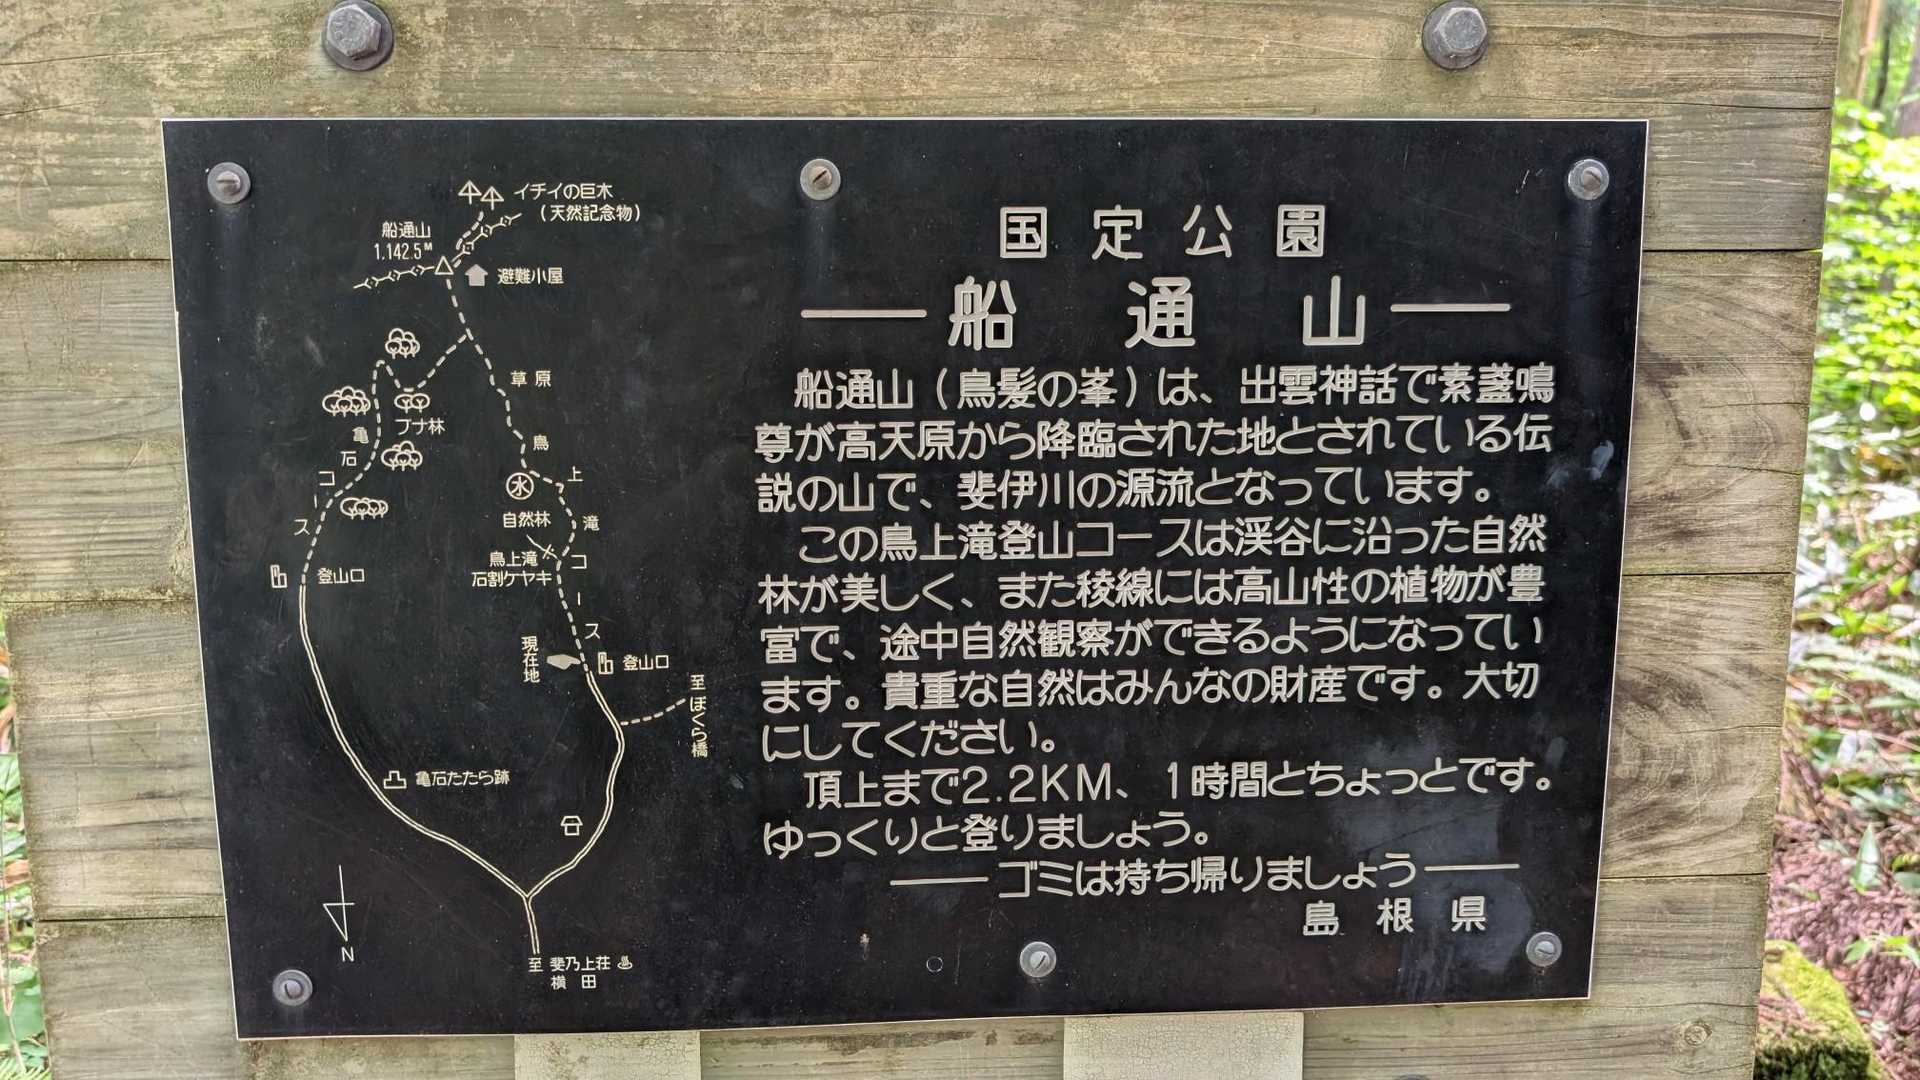 国定公園
船通山
船通山（鳥髪の峯）は、出雲神話で素盞鳴
尊が高天原から降臨された地とされている伝
説の山で、斐伊川の源流となっています。
この鳥上滝登山コースは渓谷に沿った自然
林が美しく、また稜線には高山性の植物が豊
富で、途中自然観察ができるようになってい
ます。貴重な自然はみんなの財産です。大切
にしてください。
頂上まで2.2KM、1時間とちょっとです。
ゆっくりと登りましょう。
ゴミは持ち帰りましょう
島根県
イチイの巨木
（天然記念物）
船通山
1,142.5M
避難小屋
草原
ブナ林
亀石コース
鳥上滝コース
水
自然林
鳥上滝
石割ケヤキ
登山口
現在地
登山口
至ぼくら橋
亀石たたら跡
N
至 斐乃上荘
横田